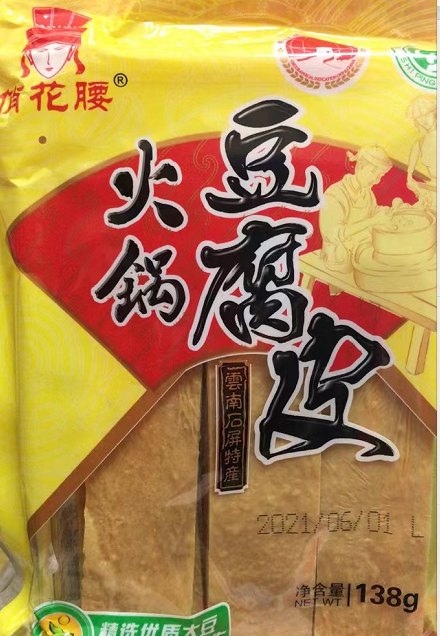 俏花腰®
火锅
豆腐皮
雲南石屏特產
2021/06/01 L
净含量
NET WT
138g
精选优质大豆